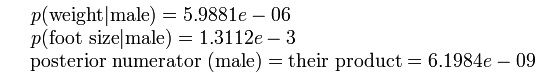 p(weight|male) = 5.9881e − 06
p(foot size|male) = 1.3112e − 3
posterior numerator (male) = their product = 6.1984e − 09